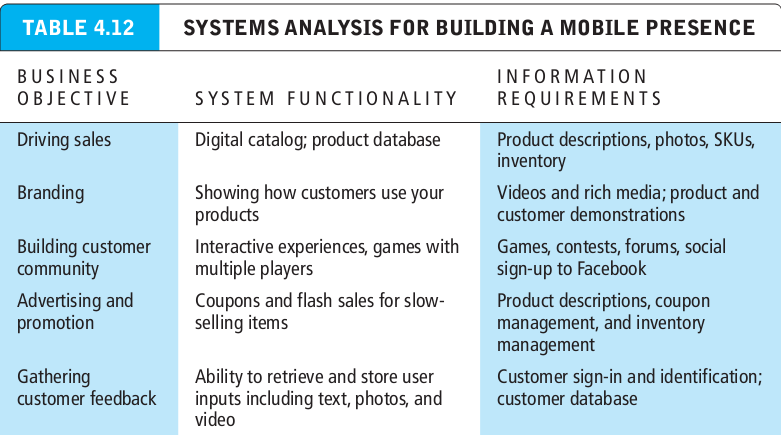 TABLE 4.12 SYSTEMS ANALYSIS FOR BUILDING A MOBILE PRESENCE
BUSINESS
OBJECTIVE
SYSTEM FUNCTIONALITY
INFORMATION
REQUIREMENTS
Driving sales
Digital catalog; product database
Product descriptions, photos, SKUs,
inventory
Branding
Showing how customers use your
products
Videos and rich media; product and
customer demonstrations
Building customer
community
Interactive experiences, games with
multiple players
Games, contests, forums, social
sign-up to Facebook
Advertising and
promotion
Coupons and flash sales for slow-
selling items
Product descriptions, coupon
management, and inventory
management
Gathering
customer feedback
Ability to retrieve and store user
inputs including text, photos, and
video
Customer sign-in and identification;
customer database